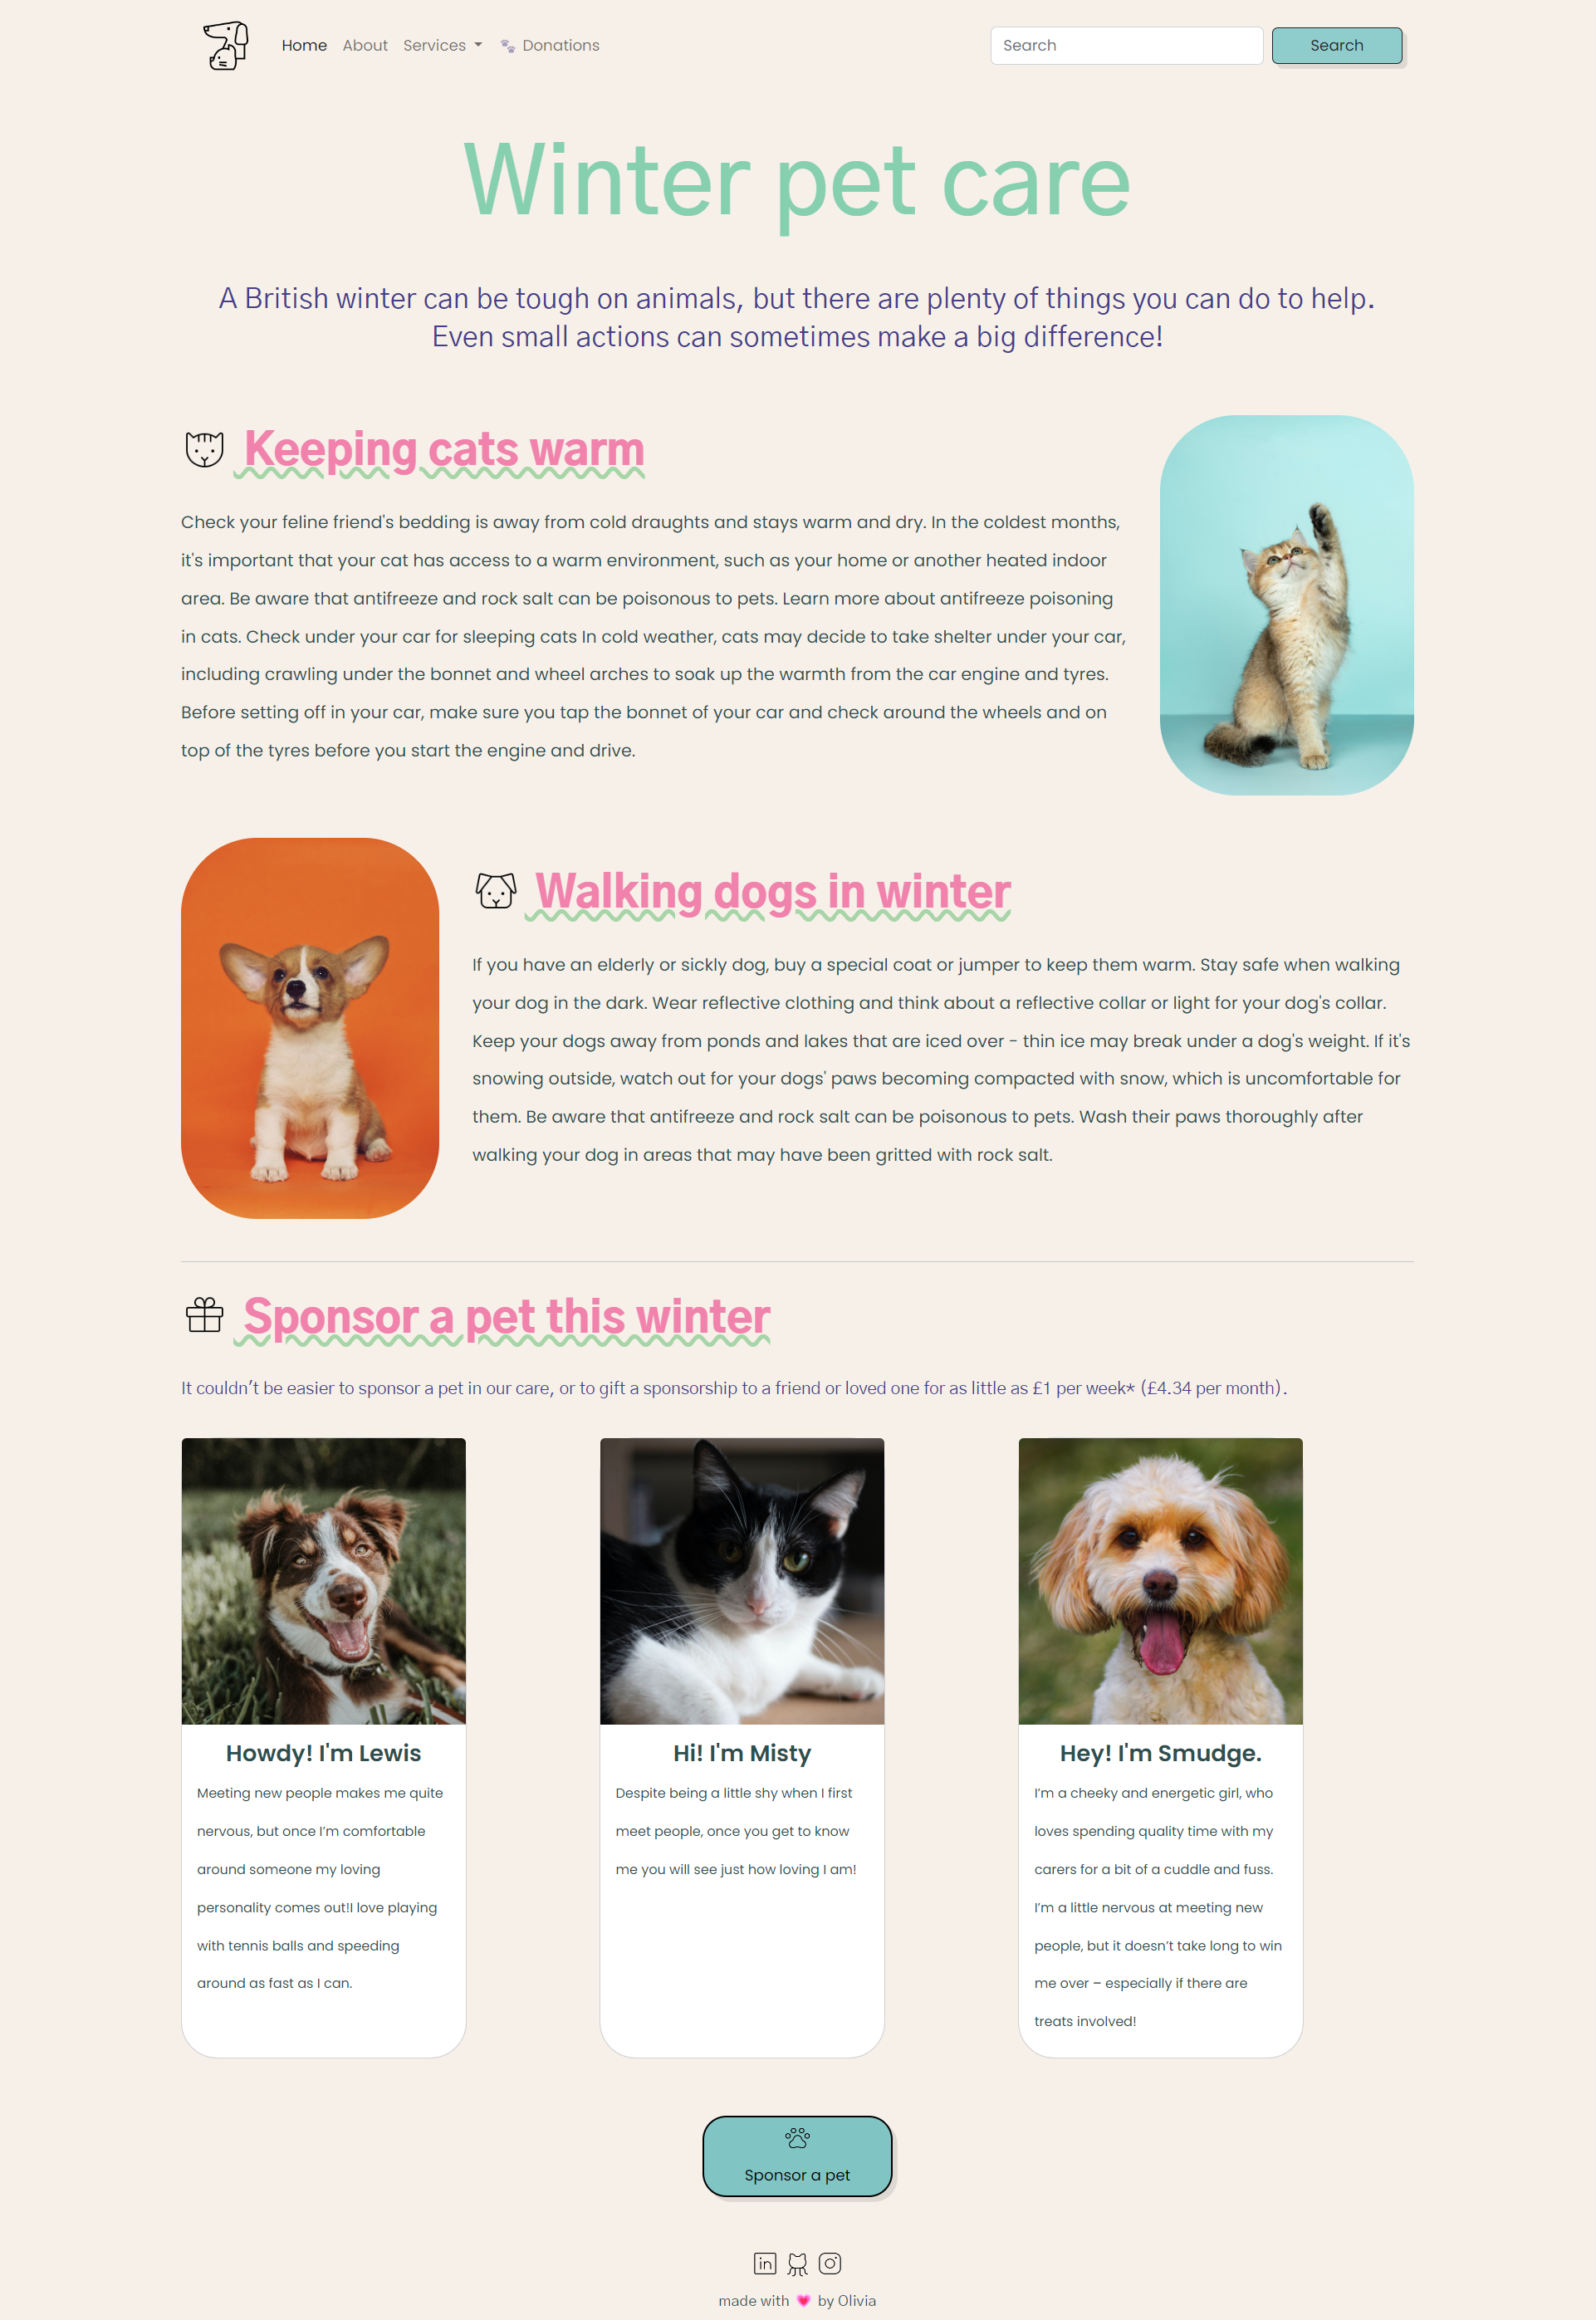 Home About Services Donations Search Search
Winter pet care
A British winter can be tough on animals, but there are plenty of things you can do to help.
Even small actions can sometimes make a big difference!
Keeping cats warm
Check your feline friend's bedding is away from cold draughts and stays warm and dry. In the coldest months,
it's important that your cat has access to a warm environment, such as your home or another heated indoor
area. Be aware that antifreeze and rock salt can be poisonous to pets. Learn more about antifreeze poisoning
in cats. Check under your car for sleeping cats In cold weather, cats may decide to take shelter under your car,
including crawling under the bonnet and wheel arches to soak up the warmth from the car engine and tyres.
Before setting off in your car, make sure you tap the bonnet of your car and check around the wheels and on
top of the tyres before you start the engine and drive.
Walking dogs in winter
If you have an elderly or sickly dog, buy a special coat or jumper to keep them warm. Stay safe when walking
your dog in the dark. Wear reflective clothing and think about a reflective collar or light for your dog's collar.
Keep your dogs away from ponds and lakes that are iced over - thin ice may break under a dog's weight. If it's
snowing outside, watch out for your dogs' paws becoming compacted with snow, which is uncomfortable for
them. Be aware that antifreeze and rock salt can be poisonous to pets. Wash their paws thoroughly after
walking your dog in areas that may have been gritted with rock salt.
Sponsor a pet this winter
It couldn’t be easier to sponsor a pet in our care, or to gift a sponsorship to a friend or loved one for as little as £1 per week* (£4.34 per month).
Howdy! I'm Lewis
Meeting new people makes me quite
nervous, but once I’m comfortable
around someone my loving
personality comes out!I love playing
with tennis balls and speeding
around as fast as I can.
Hi! I'm Misty
Despite being a little shy when I first
meet people, once you get to know
me you will see just how loving I am!
Hey! I'm Smudge.
I’m a cheeky and energetic girl, who
loves spending quality time with my
carers for a bit of a cuddle and fuss.
I’m a little nervous at meeting new
people, but it doesn’t take long to win
me over – especially if there are
treats involved!
Sponsor a pet
in
made with 💗 by Olivia